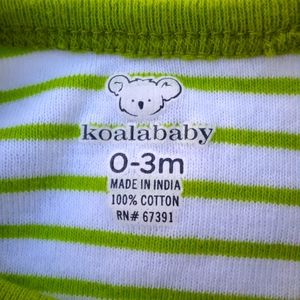 koalababy
0-3m
MADE IN INDIA
100% COTTON
RN# 67391